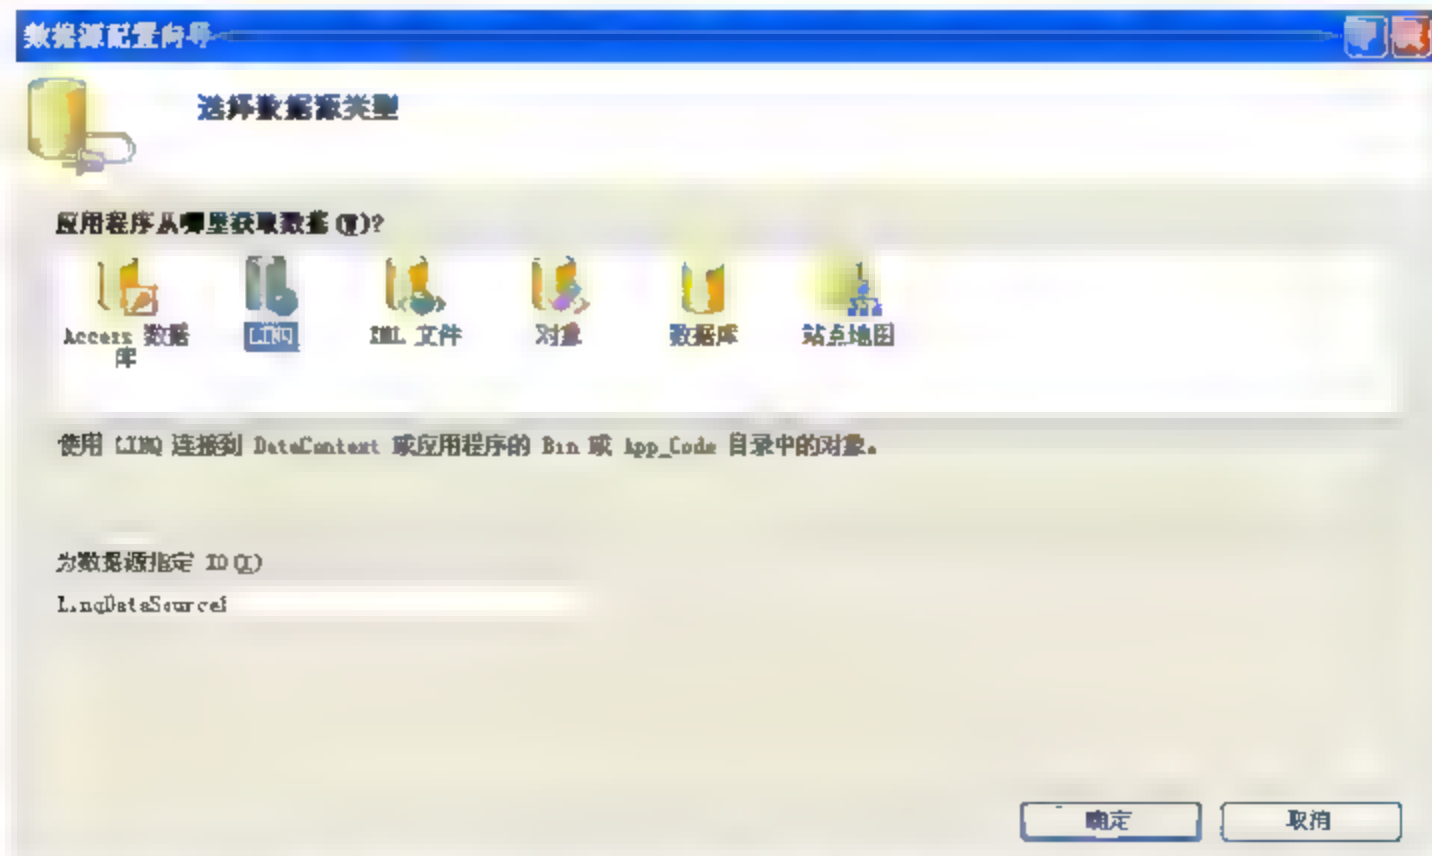 数据源配置向导
选择数据源类型
应用程序从哪里获取数据(W)?
Access 数据库
LINQ
XML 文件
对象
数据库
站点地图
使用 LINQ 连接到 DataContext 或应用程序的 Bin 或 App_Code 目录中的对象。
为数据源指定 ID(I)
LinqDataSource1
确定
取消